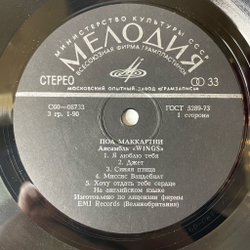 МИНИСТЕРСТВО КУЛЬТУРЫ СССР
МЕЛОДИЯ
ВСЕСОЮЗНАЯ ФИРМА ГРАМПЛАСТИНОК
СТЕРЕО
33
МОСКОВСКИЙ ОПЫТНЫЙ ЗАВОД «ГРАМЗАПИСЬ»
С60—08733
ГОСТ 5289-73
3 гр. 1-90
1 сторона
ПОЛ МАККАРТНИ
Ансамбль «WINGS»
1. Я люблю тебя
2. Джет
3. Синяя птица
4. Миссис Вандебилт
5. Хочу отдать тебе сердце
На английском языке
Изготовлено по лицензии фирмы
EMI Records (Великобритания)